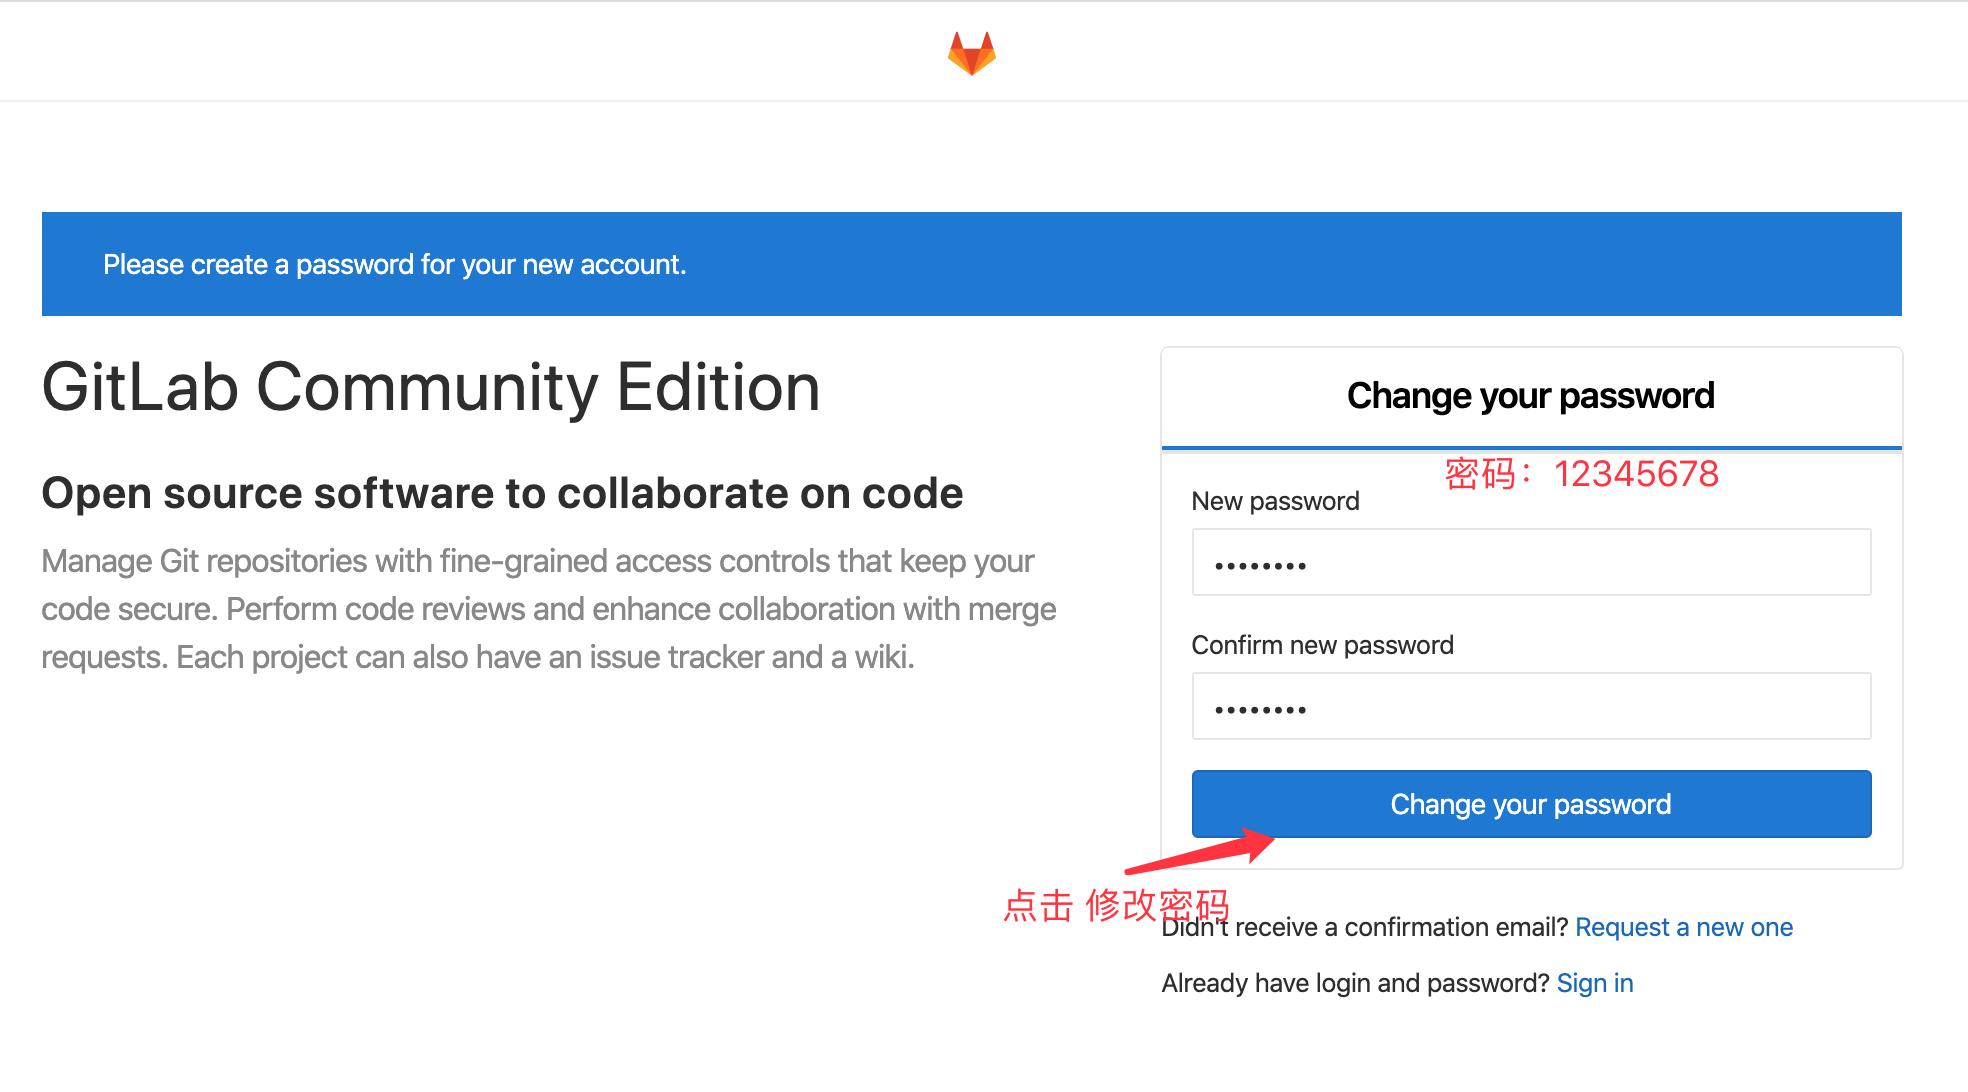 Please create a password for your new account.
GitLab Community Edition
Open source software to collaborate on code
Manage Git repositories with fine-grained access controls that keep your
code secure. Perform code reviews and enhance collaboration with merge
requests. Each project can also have an issue tracker and a wiki.
Change your password
密码：12345678
New password
••••••••
Confirm new password
••••••••
Change your password
点击 修改密码
Didn't receive a confirmation email? Request a new one
Already have login and password? Sign in